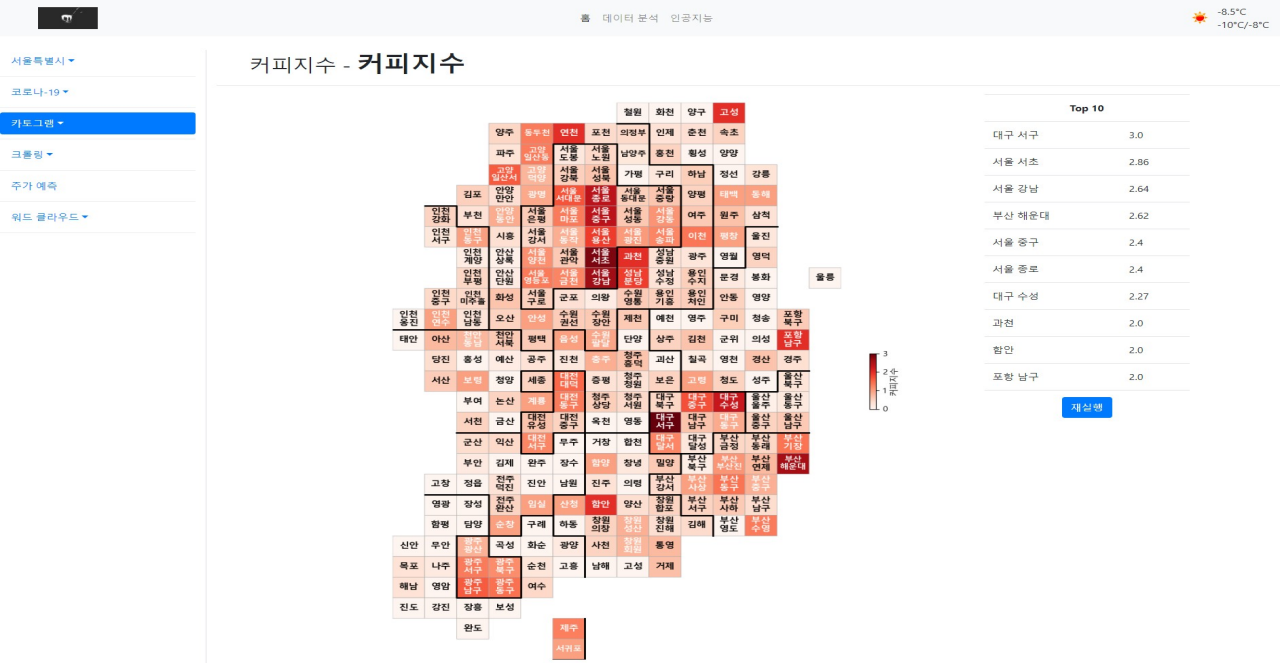 홈 데이터 분석 인공지능
-8.5°C
-10°C/-8°C
서울특별시
코로나-19
카토그램
크롤링
주가 예측
워드 클라우드
커피지수 - 커피지수
철원 화천 양구 고성
양주 동두천 연천 포천 의정부 인제 춘천 속초
파주 고양 일산동 서울 도봉 서울 노원 남양주 홍천 횡성 양양
고양 일산서 고양 덕양 서울 강북 서울 성북 가평 구리 하남 정선 강릉
김포 안양 만안 광명 서울 서대문 서울 종로 서울 동대문 서울 중랑 양평 태백 동해
인천 강화 부천 안양 동안 서울 은평 서울 마포 서울 중구 서울 성동 서울 강동 여주 원주 삼척
인천 서구 인천 동구 시흥 서울 강서 서울 동작 서울 용산 서울 광진 서울 송파 이천 평창 울진
인천 계양 안산 상록 서울 양천 서울 관악 서울 서초 과천 성남 중원 광주 영월 영덕
인천 부평 안산 단원 서울 영등포 서울 금천 서울 강남 성남 분당 성남 수정 용인 수지 문경 봉화 울릉
인천 중구 인천 미추홀 화성 서울 구로 군포 의왕 수원 영통 용인 기흥 용인 처인 안동 영양
인천 옹진 인천 연수 인천 남동 오산 안성 수원 권선 수원 장안 제천 예천 영주 구미 청송 포항 북구
태안 아산 천안 동남 천안 서북 평택 음성 수원 팔달 단양 상주 김천 군위 의성 포항 남구
당진 홍성 예산 공주 진천 충주 청주 흥덕 괴산 칠곡 영천 경산 경주
서산 보령 청양 세종 대전 대덕 증평 청주 청원 보은 고령 청도 성주 울산 북구
부여 논산 계룡 대전 동구 청주 상당 청주 서원 대구 북구 대구 중구 대구 수성 울산 울주 울산 동구
서천 금산 대전 유성 대전 중구 옥천 영동 대구 서구 대구 남구 대구 동구 울산 중구 울산 남구
군산 익산 대전 서구 무주 거창 합천 대구 달서 대구 달성 부산 금정 부산 동래 부산 기장
부안 김제 완주 장수 함양 창녕 밀양 부산 북구 부산 부산진 부산 연제 부산 해운대
고창 정읍 전주 덕진 진안 남원 진주 의령 부산 강서 부산 사상 부산 동구 부산 중구
영광 장성 전주 완산 임실 산청 함안 양산 창원 합포 부산 서구 부산 사하 부산 남구
함평 담양 순창 구례 하동 창원 의창 창원 성산 창원 진해 김해 부산 영도 부산 수영
신안 무안 광주 광산 곡성 화순 광양 사천 창원 회원 통영
목포 나주 광주 서구 광주 북구 순천 고흥 남해 고성 거제
해남 영암 광주 남구 광주 동구 여수
진도 강진 장흥 보성
완도 제주
서귀포
3
2
1
0
커피지수
Top 10
대구 서구 3.0
서울 서초 2.86
서울 강남 2.64
부산 해운대 2.62
서울 중구 2.4
서울 종로 2.4
대구 수성 2.27
과천 2.0
함안 2.0
포항 남구 2.0
재실행